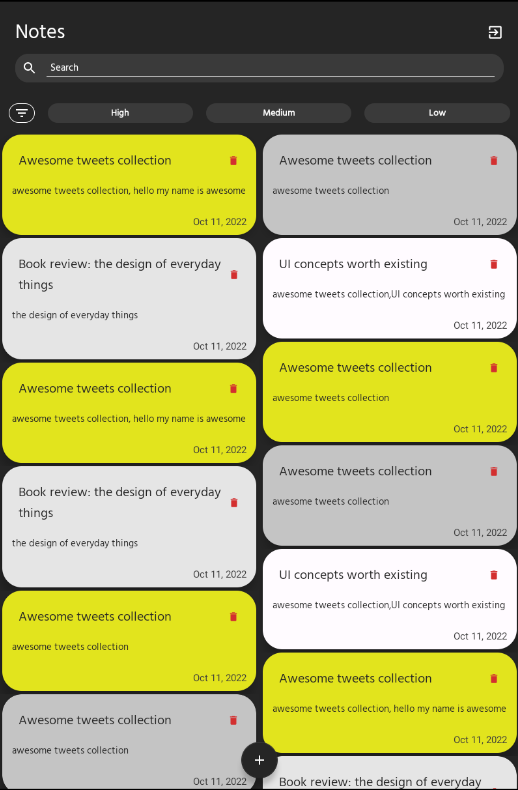 Notes
Search
High
Medium
Low
Awesome tweets collection
awesome tweets collection, hello my name is awesome
Oct 11, 2022
Awesome tweets collection
awesome tweets collection
Oct 11, 2022
Book review: the design of everyday
things
the design of everyday things
Oct 11, 2022
UI concepts worth existing
awesome tweets collection,UI concepts worth existing
Oct 11, 2022
Awesome tweets collection
awesome tweets collection, hello my name is awesome
Oct 11, 2022
Awesome tweets collection
awesome tweets collection
Oct 11, 2022
Book review: the design of everyday
things
the design of everyday things
Oct 11, 2022
Awesome tweets collection
awesome tweets collection
Oct 11, 2022
Awesome tweets collection
awesome tweets collection
Oct 11, 2022
UI concepts worth existing
awesome tweets collection,UI concepts worth existing
Oct 11, 2022
Awesome tweets collection
awesome tweets collection
Oct 11, 2022
Awesome tweets collection
awesome tweets collection, hello my name is awesome
Oct 11, 2022
Book review: the design of everyday